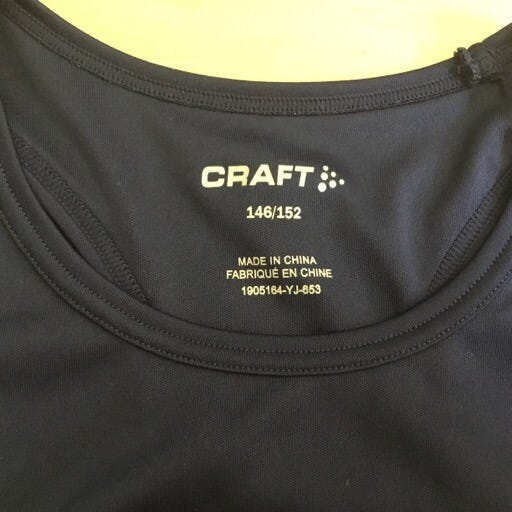 CRAFT
146/152
MADE IN CHINA
FABRIQUÉ EN CHINE
1905164-YJ-653